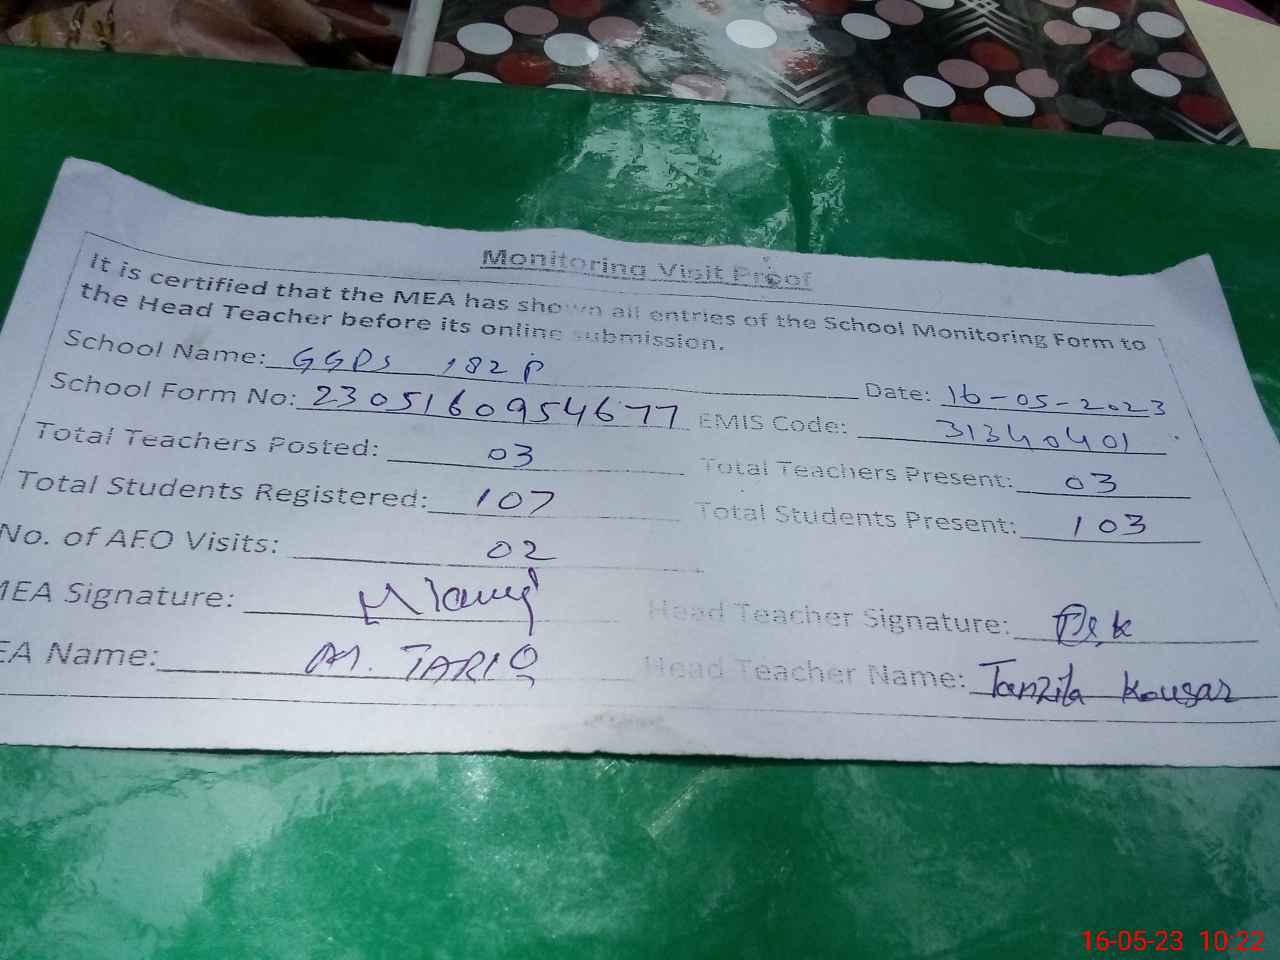 Monitoring Visit Proof
It is certified that the MEA has shown all entries of the School Monitoring Form to
the Head Teacher before its online submission.
School Name: GGPS 182 P Date: 16-05-2023
School Form No: 2305160954677 EMIS Code: 31340401
Total Teachers Posted: 03 Total Teachers Present: 03
Total Students Registered: 107 Total Students Present: 103
No. of AEO Visits: 02
MEA Signature: Head Teacher Signature:
EA Name: M. TARIQ Head Teacher Name: Tanzila Kousar
16-05-23 10:22